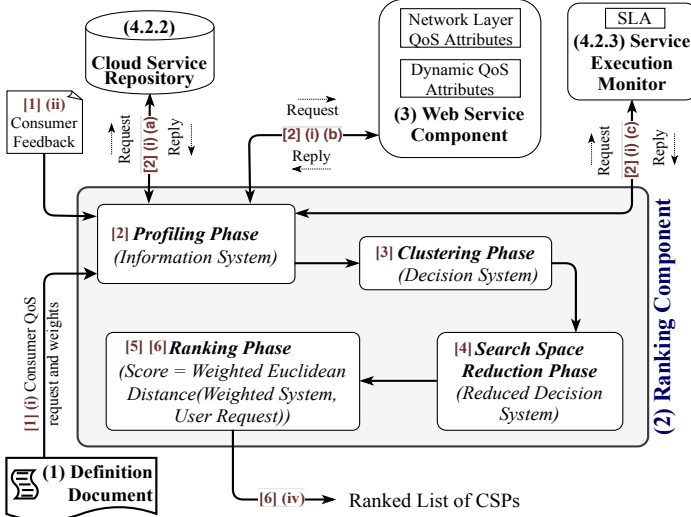 (4.2.2)
Cloud Service
Repository
Network Layer
QoS Attributes
Dynamic QoS
Attributes
(3) Web Service
Component
SLA
(4.2.3) Service
Execution
Monitor
[1] (ii)
Consumer
Feedback
Request
[2] (i) (a)
Reply
Request
[2] (i) (b)
Reply
Request
[2] (i) (c)
Reply
[2] Profiling Phase
(Information System)
[3] Clustering Phase
(Decision System)
[4] Search Space
Reduction Phase
(Reduced Decision
System)
[5] [6] Ranking Phase
(Score = Weighted Euclidean
Distance(Weighted System,
User Request))
(2) Ranking Component
[1] (i) Consumer QoS
request and weights
(1) Definition
Document
[6] (iv)
Ranked List of CSPs